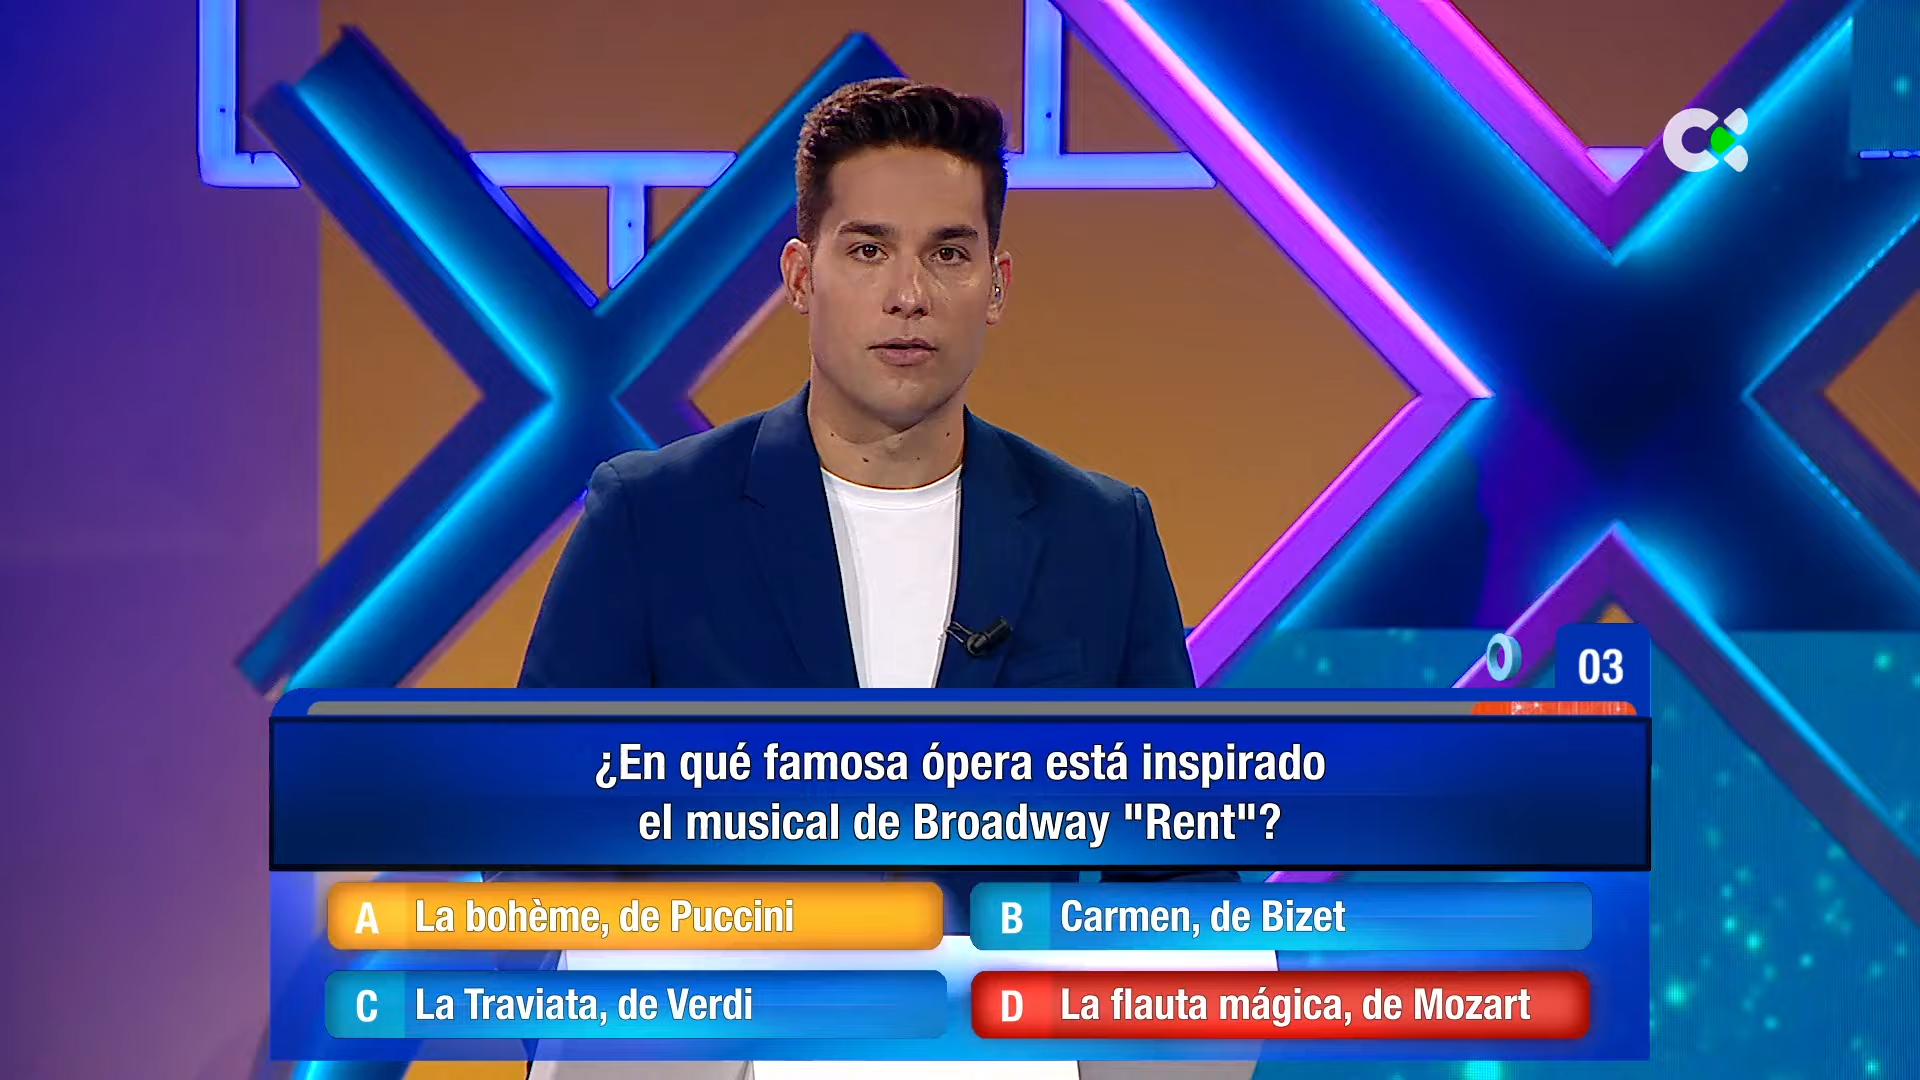 03
¿En qué famosa ópera está inspirado
el musical de Broadway "Rent"?
A La bohème, de Puccini
B Carmen, de Bizet
C La Traviata, de Verdi
D La flauta mágica, de Mozart